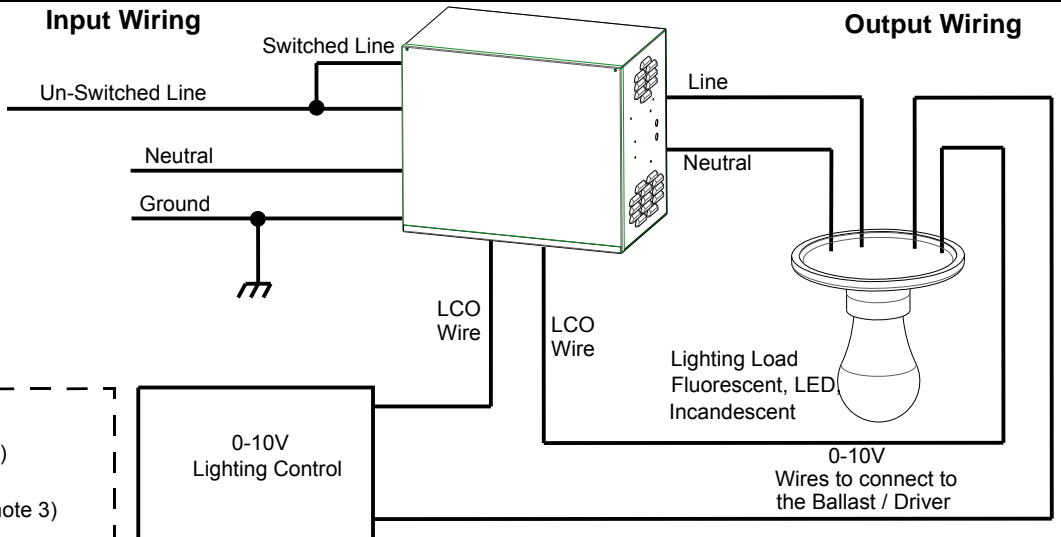 Input Wiring
Output Wiring
Switched Line
Un-Switched Line
Line
Neutral
Neutral
Ground
LCO
Wire
LCO
Wire
Lighting Load
Fluorescent, LED,
Incandescent
0-10V
Lighting Control
)
note 3)
0-10V
Wires to connect to
the Ballast / Driver